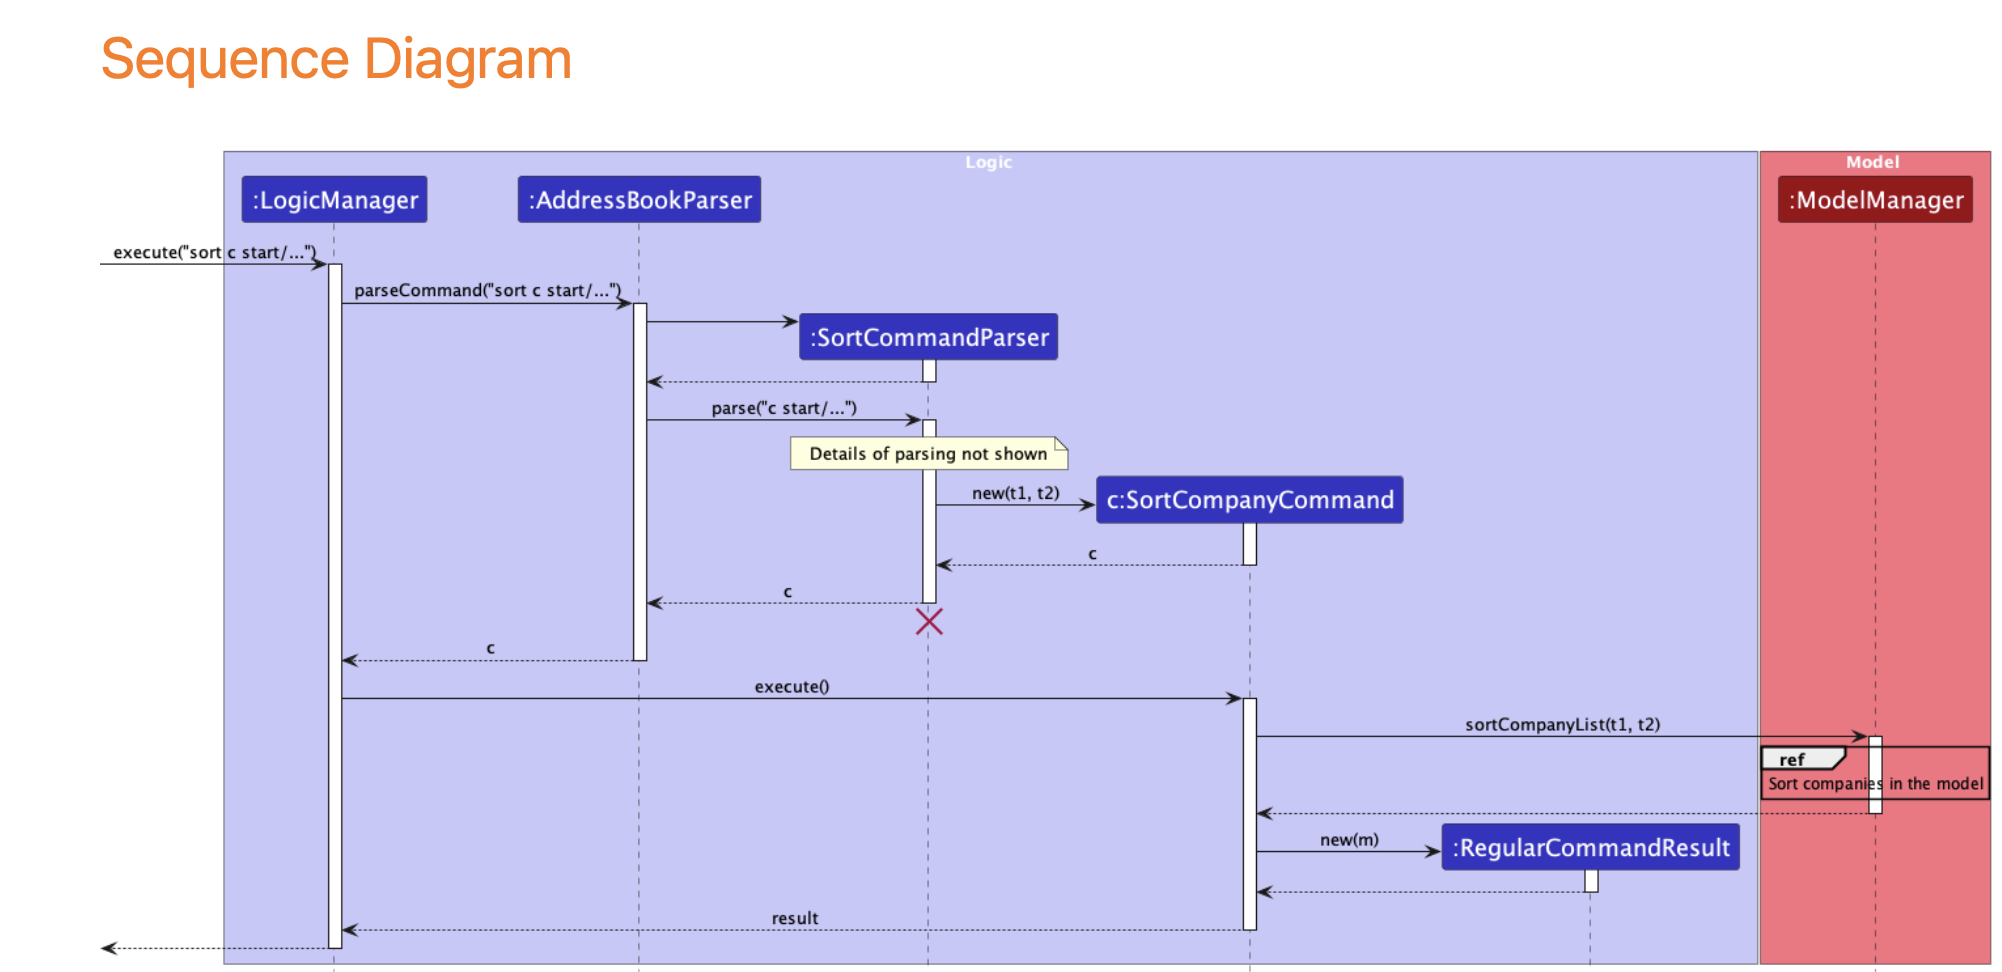 Sequence Diagram
Logic
Model
:LogicManager
:AddressBookParser
:ModelManager
execute("sort c start/...")
parseCommand("sort c start/...")
:SortCommandParser
parse("c start/...")
Details of parsing not shown
new(t1, t2)
c:SortCompanyCommand
c
c
c
execute()
sortCompanyList(t1, t2)
ref
Sort companies in the model
new(m)
:RegularCommandResult
result